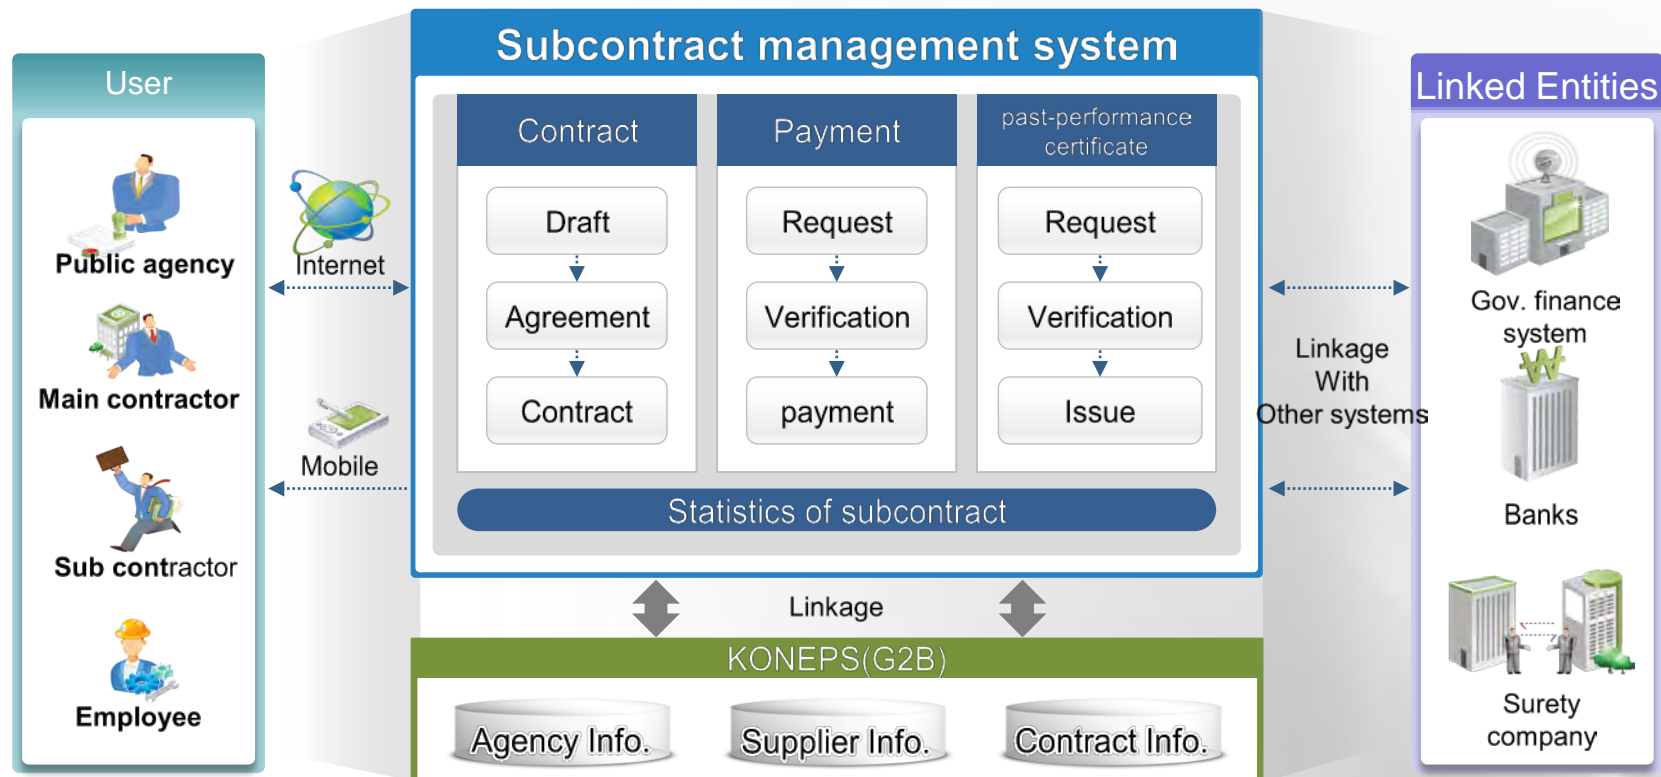 Subcontract management system
User
Public agency
Main contractor
Sub contractor
Employee
Internet
Mobile
Contract
Draft
Agreement
Contract
Payment
Request
Verification
payment
past-performance
certificate
Request
Verification
Issue
Statistics of subcontract
Linkage
KONEPS(G2B)
Agency Info.
Supplier Info.
Contract Info.
Linkage
With
Other systems
Linked Entities
Gov. finance
system
₩
Banks
Surety
company